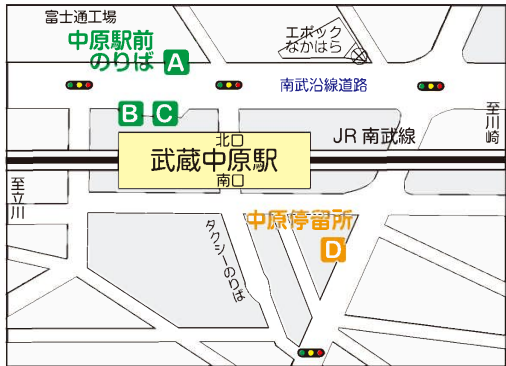 富士通工場
中原駅前
のりば
A
エポック
なかはら
南武沿線道路
B C
北口
武蔵中原駅
南口
JR 南武線
至川崎
至立川
中原停留所
D
タクシーのりば